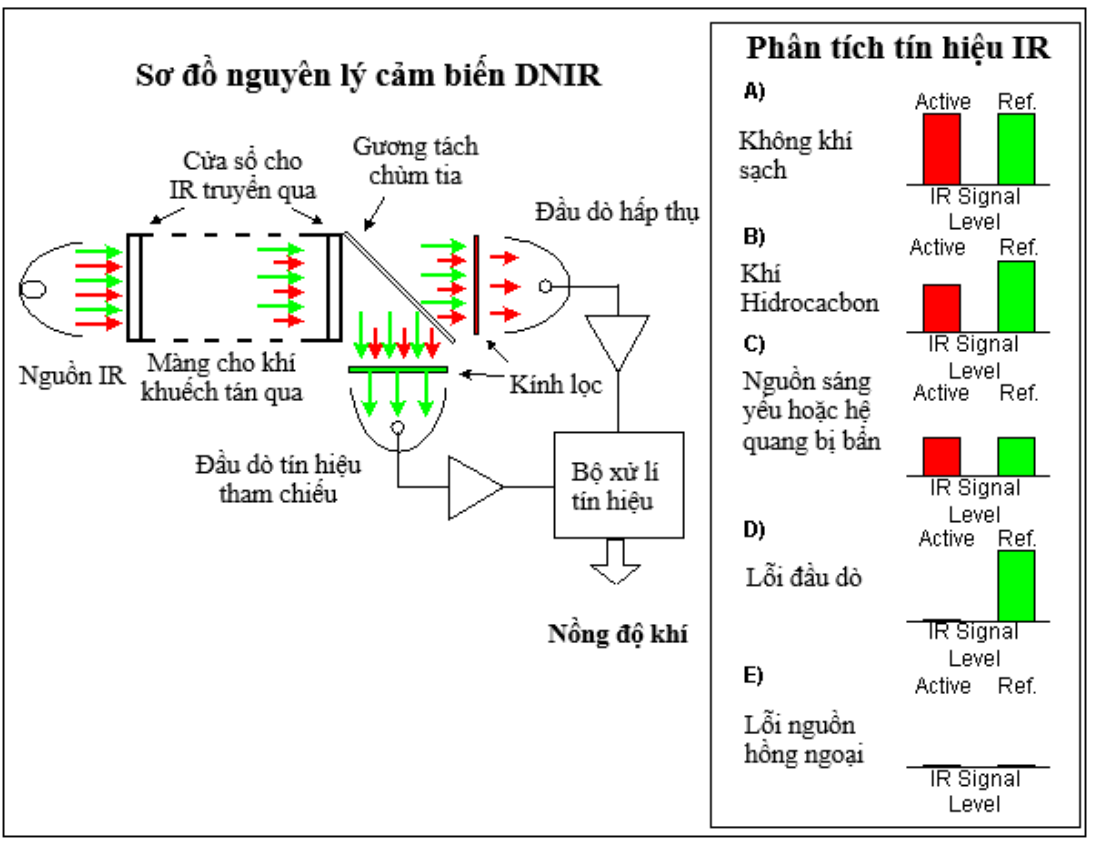 Sơ đồ nguyên lý cảm biến DNIR
Cửa sổ cho
IR truyền qua
Gương tách
chùm tia
Đầu dò hấp thụ
Nguồn IR
Màng cho khí
khuếch tán qua
Kính lọc
Đầu dò tín hiệu
tham chiếu
Bộ xử lí
tín hiệu
Nồng độ khí
Phân tích tín hiệu IR
A)
Active Ref.
Không khí
sạch
IR Signal
Level
B)
Active Ref.
Khí
Hidrocacbon
IR Signal
Level
C)
Nguồn sáng
yếu hoặc hệ
quang bị bẩn
Active Ref.
IR Signal
Level
D)
Active Ref.
Lỗi đầu dò
IR Signal
Level
E)
Active Ref.
Lỗi nguồn
hồng ngoại
IR Signal
Level